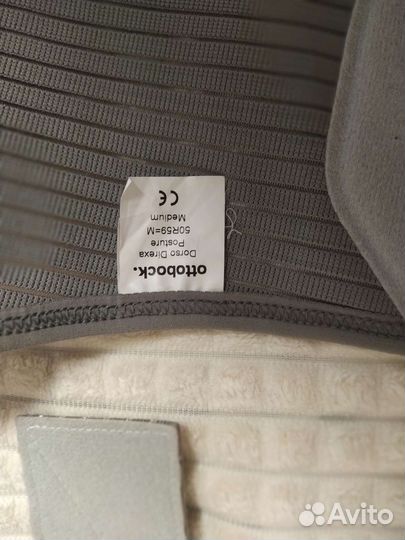 ottobock.
Dorso Direxa
Posture
50R59=M
Medium
CE
Avito